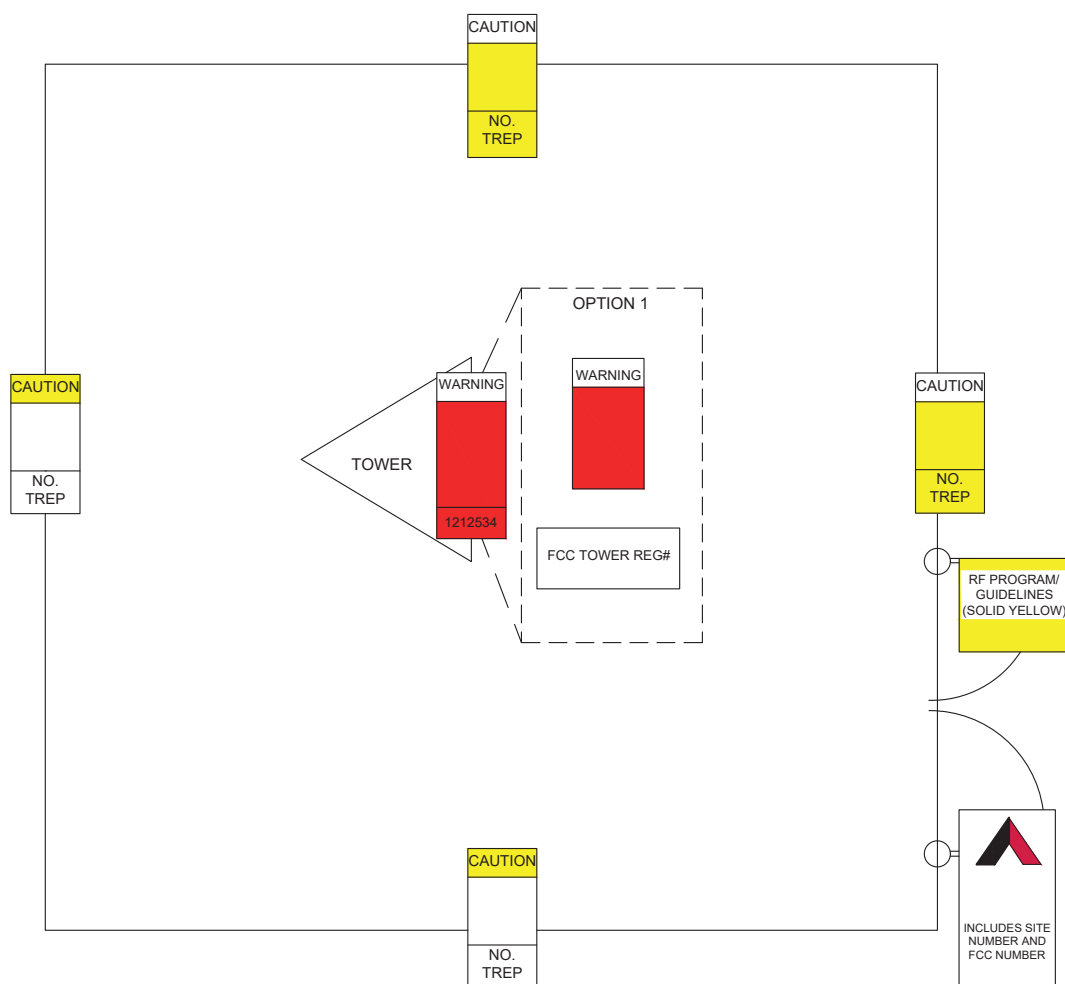 CAUTION
NO.
TREP
OPTION 1
WARNING
WARNING
CAUTION
NO.
TREP
TOWER
1212534
FCC TOWER REG#
CAUTION
NO.
TREP
RF PROGRAM/
GUIDELINES
(SOLID YELLOW)
CAUTION
NO.
TREP
INCLUDES SITE
NUMBER AND
FCC NUMBER